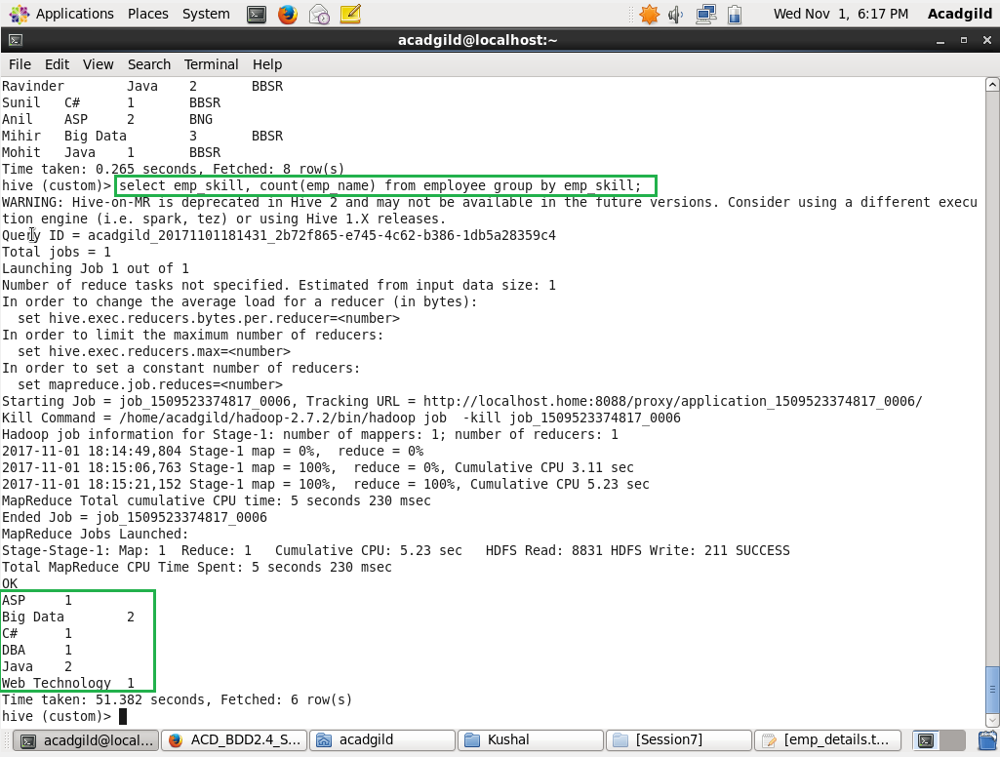 Applications Places System Wed Nov 1, 6:17 PM Acadgild
acadgild@localhost:~
File Edit View Search Terminal Help
Ravinder Java 2 BBSR
Sunil C# 1 BBSR
Anil ASP 2 BNG
Mihir Big Data 3 BBSR
Mohit Java 1 BBSR
Time taken: 0.265 seconds, Fetched: 8 row(s)
hive (custom)> select emp_skill, count(emp_name) from employee group by emp_skill;
WARNING: Hive-on-MR is deprecated in Hive 2 and may not be available in the future versions. Consider using a different execu
tion engine (i.e. spark, tez) or using Hive 1.X releases.
Query ID = acadgild_20171101181431_2b72f865-e745-4c62-b386-1db5a28359c4
Total jobs = 1
Launching Job 1 out of 1
Number of reduce tasks not specified. Estimated from input data size: 1
In order to change the average load for a reducer (in bytes):
  set hive.exec.reducers.bytes.per.reducer=<number>
In order to limit the maximum number of reducers:
  set hive.exec.reducers.max=<number>
In order to set a constant number of reducers:
  set mapreduce.job.reduces=<number>
Starting Job = job_1509523374817_0006, Tracking URL = http://localhost.home:8088/proxy/application_1509523374817_0006/
Kill Command = /home/acadgild/hadoop-2.7.2/bin/hadoop job  -kill job_1509523374817_0006
Hadoop job information for Stage-1: number of mappers: 1; number of reducers: 1
2017-11-01 18:14:49,804 Stage-1 map = 0%,  reduce = 0%
2017-11-01 18:15:06,763 Stage-1 map = 100%,  reduce = 0%, Cumulative CPU 3.11 sec
2017-11-01 18:15:21,152 Stage-1 map = 100%,  reduce = 100%, Cumulative CPU 5.23 sec
MapReduce Total cumulative CPU time: 5 seconds 230 msec
Ended Job = job_1509523374817_0006
MapReduce Jobs Launched:
Stage-Stage-1: Map: 1  Reduce: 1   Cumulative CPU: 5.23 sec   HDFS Read: 8831 HDFS Write: 211 SUCCESS
Total MapReduce CPU Time Spent: 5 seconds 230 msec
OK
ASP 1
Big Data 2
C# 1
DBA 1
Java 2
Web Technology 1
Time taken: 51.382 seconds, Fetched: 6 row(s)
hive (custom)>
acadgild@local... ACD_BDD2.4_S... acadgild Kushal [Session7] [emp_details.t...